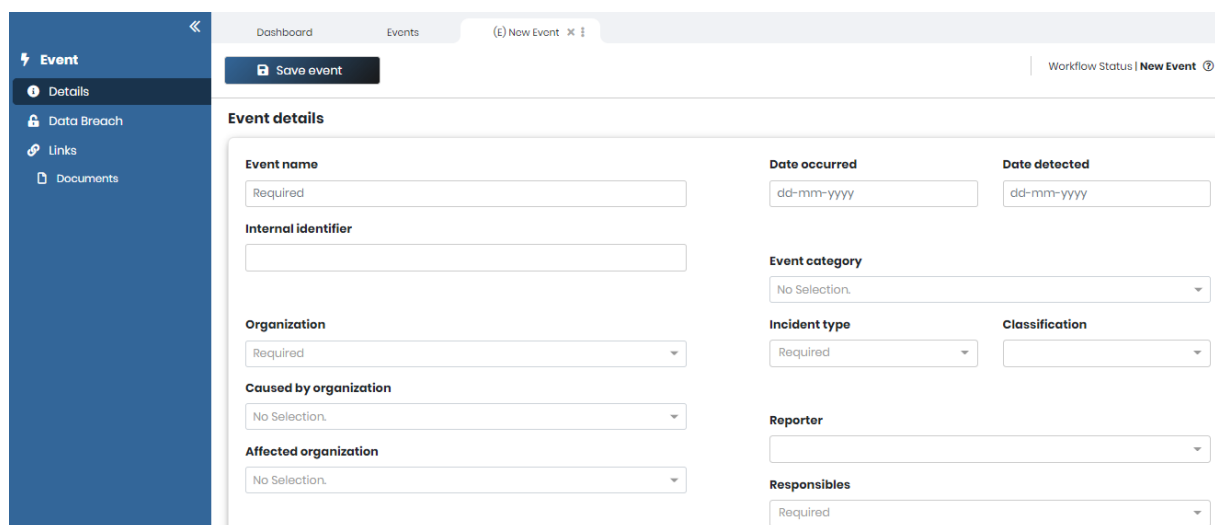 Dashboard Events (E) New Event
Event
Save event
Workflow Status | New Event
Details
Data Breach
Links
Documents
Event details
Event name
Required
Date occurred
dd-mm-yyyy
Date detected
dd-mm-yyyy
Internal identifier
Event category
No Selection.
Organization
Required
Incident type
Required
Classification
Caused by organization
No Selection.
Reporter
Affected organization
No Selection.
Responsibles
Required